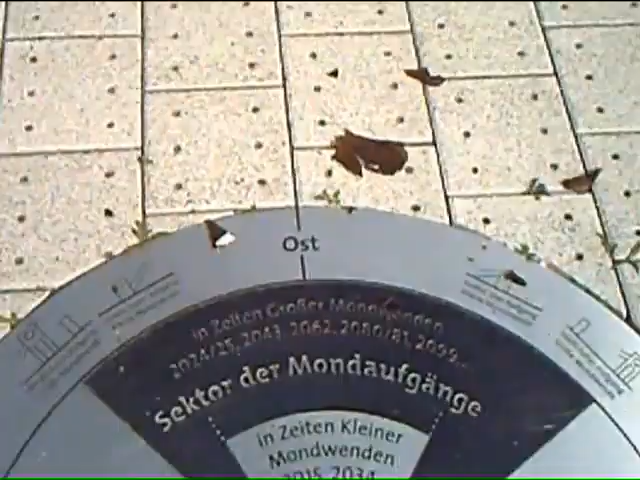 Ost
in Zeiten Großer Mondwenden
2024/25, 2043, 2062, 2080/81, 2099...
Sektor der Mondaufgänge
in Zeiten Kleiner
Mondwenden
2015, 2034